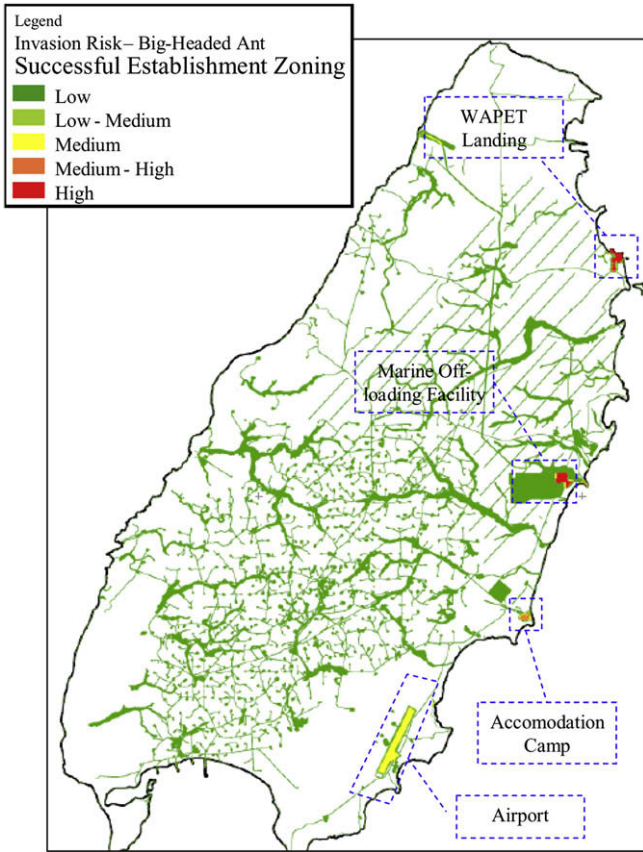 Legend
Invasion Risk– Big-Headed Ant
Successful Establishment Zoning
Low
Low - Medium
Medium
Medium - High
High
WAPET
Landing
Marine Off-
loading Facility
Accomodation
Camp
Airport